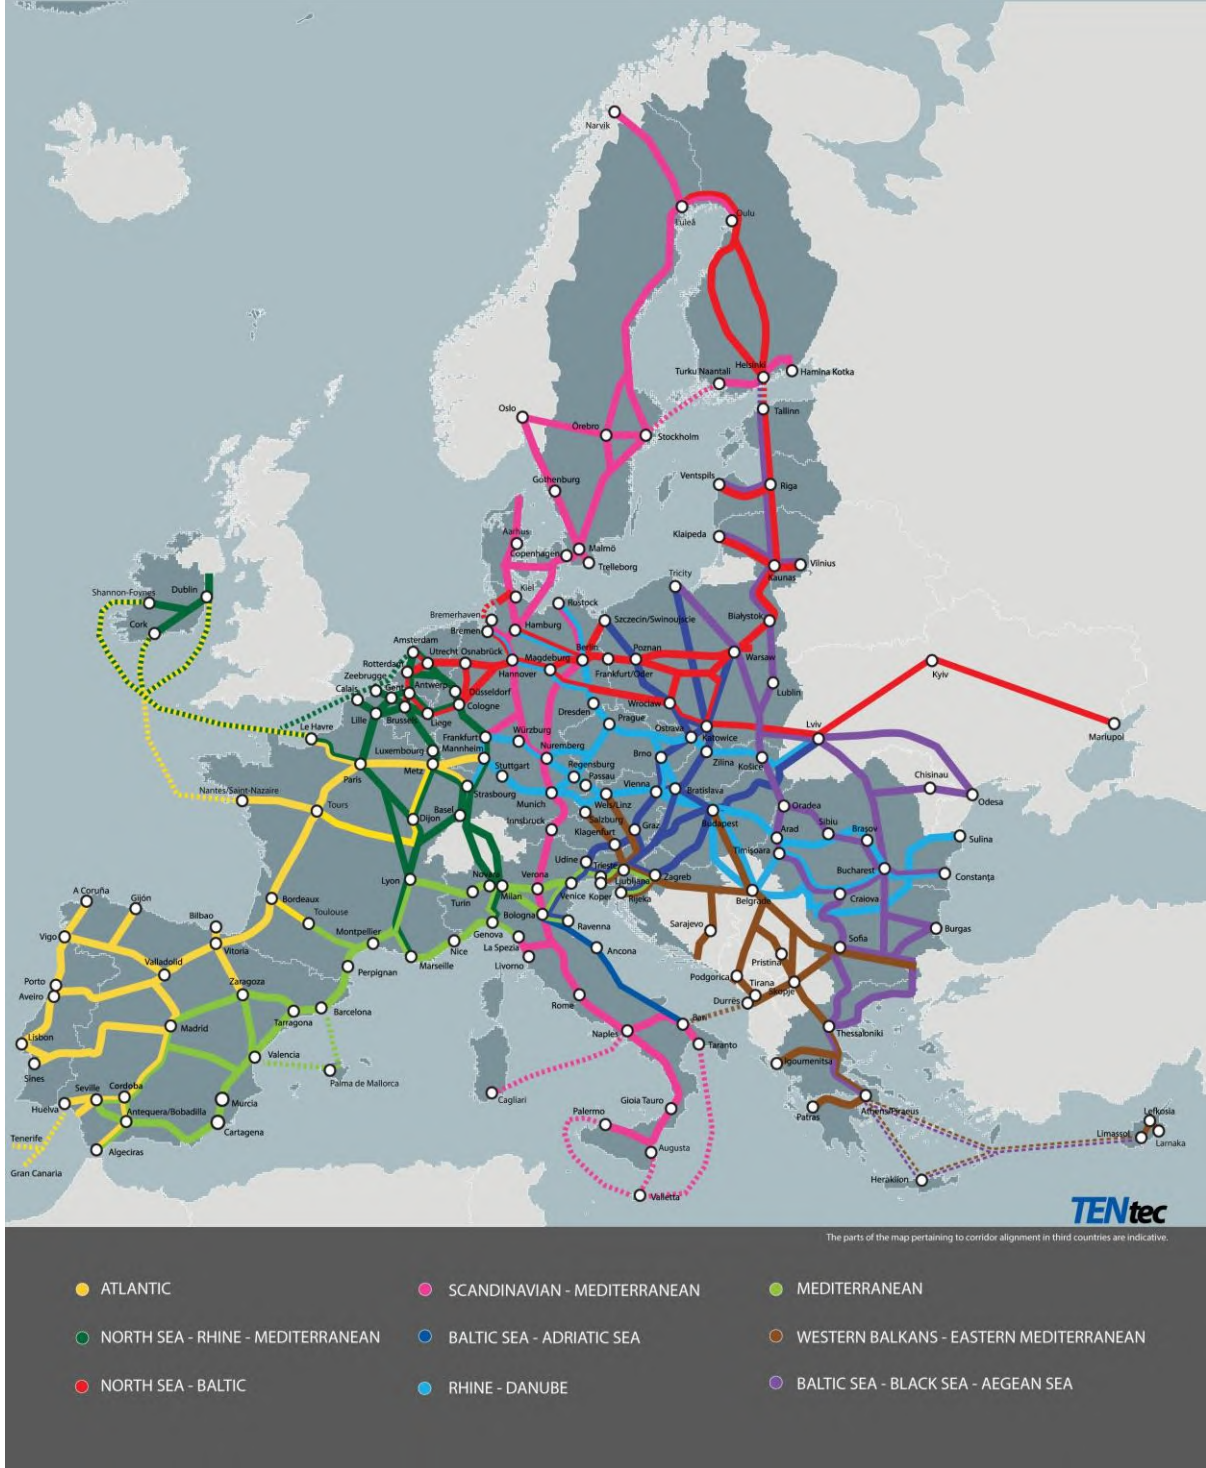 Narvik
Luleå
Oulu
Turku Naantali
Helsinki
Hamina Kotka
Tallinn
Oslo
Örebro
Stockholm
Ventspils
Riga
Gothenburg
Klaipeda
Vilnius
Kaunas
Aarhus
Copenhagen
Malmö
Trelleborg
Tricity
Shannon-Foynes
Dublin
Cork
Kiel
Rostock
Szczecin/Swinoujscie
Białystok
Bremerhaven
Bremen
Hamburg
Amsterdam
Utrecht
Osnabrück
Hannover
Magdeburg
Berlin
Frankfurt/Oder
Poznan
Warsaw
Kyiv
Rotterdam
Zeebrugge
Calais
Gent
Antwerp
Düsseldorf
Cologne
Lublin
Wroclaw
Dresden
Lille
Brussels
Liege
Prague
Ostrava
Katowice
Lviv
Mariupol
Le Havre
Luxembourg
Frankfurt
Mannheim
Würzburg
Nuremberg
Regensburg
Passau
Brno
Zilina
Košice
Paris
Metz
Stuttgart
Strasbourg
Munich
Wels/Linz
Vienna
Bratislava
Chisinau
Odesa
Nantes/Saint-Nazaire
Tours
Dijon
Basel
Innsbruck
Salzburg
Klagenfurt
Graz
Budapest
Oradea
Arad
Sibiu
Braşov
Sulina
Timişoara
Udine
Trieste
Ljubljana
Zagreb
Bucharest
Constanţa
Lyon
Turin
Novara
Milan
Verona
Venice
Koper
Rijeka
Belgrade
Craiova
A Coruña
Gijón
Bilbao
Bordeaux
Toulouse
Montpellier
Genova
Bologna
Ravenna
Sarajevo
Sofia
Burgas
Vigo
Vitoria
Valladolid
Zaragoza
Perpignan
Marseille
Nice
La Spezia
Livorno
Ancona
Pristina
Podgorica
Tirana
Skopje
Durrës
Porto
Aveiro
Madrid
Tarragona
Barcelona
Rome
Naples
Bari
Taranto
Thessaloniki
Igoumenitsa
Lisbon
Sines
Valencia
Palma de Mallorca
Cagliari
Seville
Cordoba
Huelva
Antequera/Bobadilla
Murcia
Cartagena
Algeciras
Tenerife
Gran Canaria
Palermo
Gioia Tauro
Augusta
Valletta
Patras
Athens/Piraeus
Heraklion
Lefkosia
Limassol
Larnaka
TENtec
The parts of the map pertaining to corridor alignment in third countries are indicative.
ATLANTIC
SCANDINAVIAN - MEDITERRANEAN
MEDITERRANEAN
NORTH SEA - RHINE - MEDITERRANEAN
BALTIC SEA - ADRIATIC SEA
WESTERN BALKANS - EASTERN MEDITERRANEAN
NORTH SEA - BALTIC
RHINE - DANUBE
BALTIC SEA - BLACK SEA - AEGEAN SEA